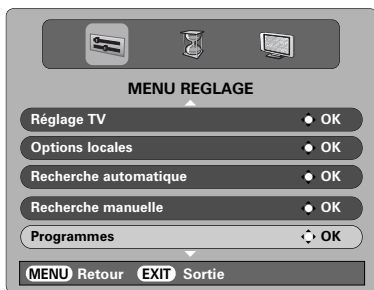 MENU REGLAGE
Réglage TV OK
Options locales OK
Recherche automatique OK
Recherche manuelle OK
Programmes OK
MENU Retour EXIT Sortie